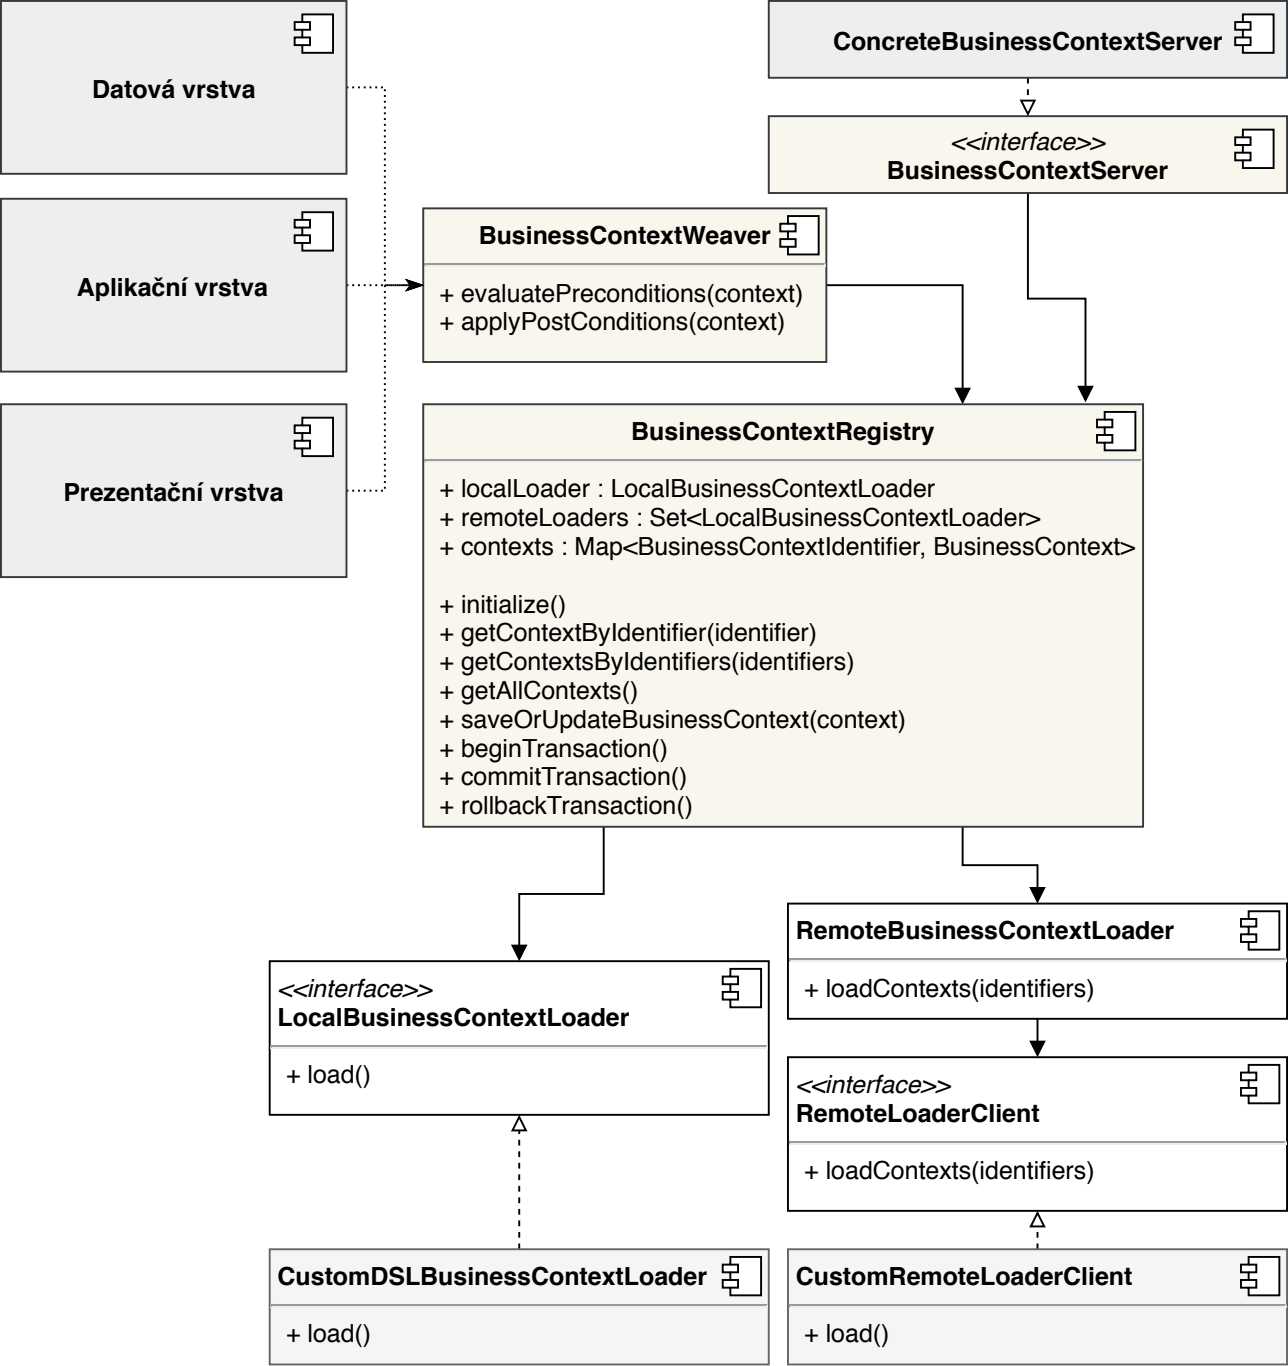 Datová vrstva
Aplikační vrstva
Prezentační vrstva
ConcreteBusinessContextServer
<<interface>>
BusinessContextServer
BusinessContextWeaver
+ evaluatePreconditions(context)
+ applyPostConditions(context)
BusinessContextRegistry
+ localLoader : LocalBusinessContextLoader
+ remoteLoaders : Set<LocalBusinessContextLoader>
+ contexts : Map<BusinessContextIdentifier, BusinessContext>
+ initialize()
+ getContextByIdentifier(identifier)
+ getContextsByIdentifiers(identifiers)
+ getAllContexts()
+ saveOrUpdateBusinessContext(context)
+ beginTransaction()
+ commitTransaction()
+ rollbackTransaction()
<<interface>>
LocalBusinessContextLoader
+ load()
RemoteBusinessContextLoader
+ loadContexts(identifiers)
<<interface>>
RemoteLoaderClient
+ loadContexts(identifiers)
CustomDSLBusinessContextLoader
+ load()
CustomRemoteLoaderClient
+ load()